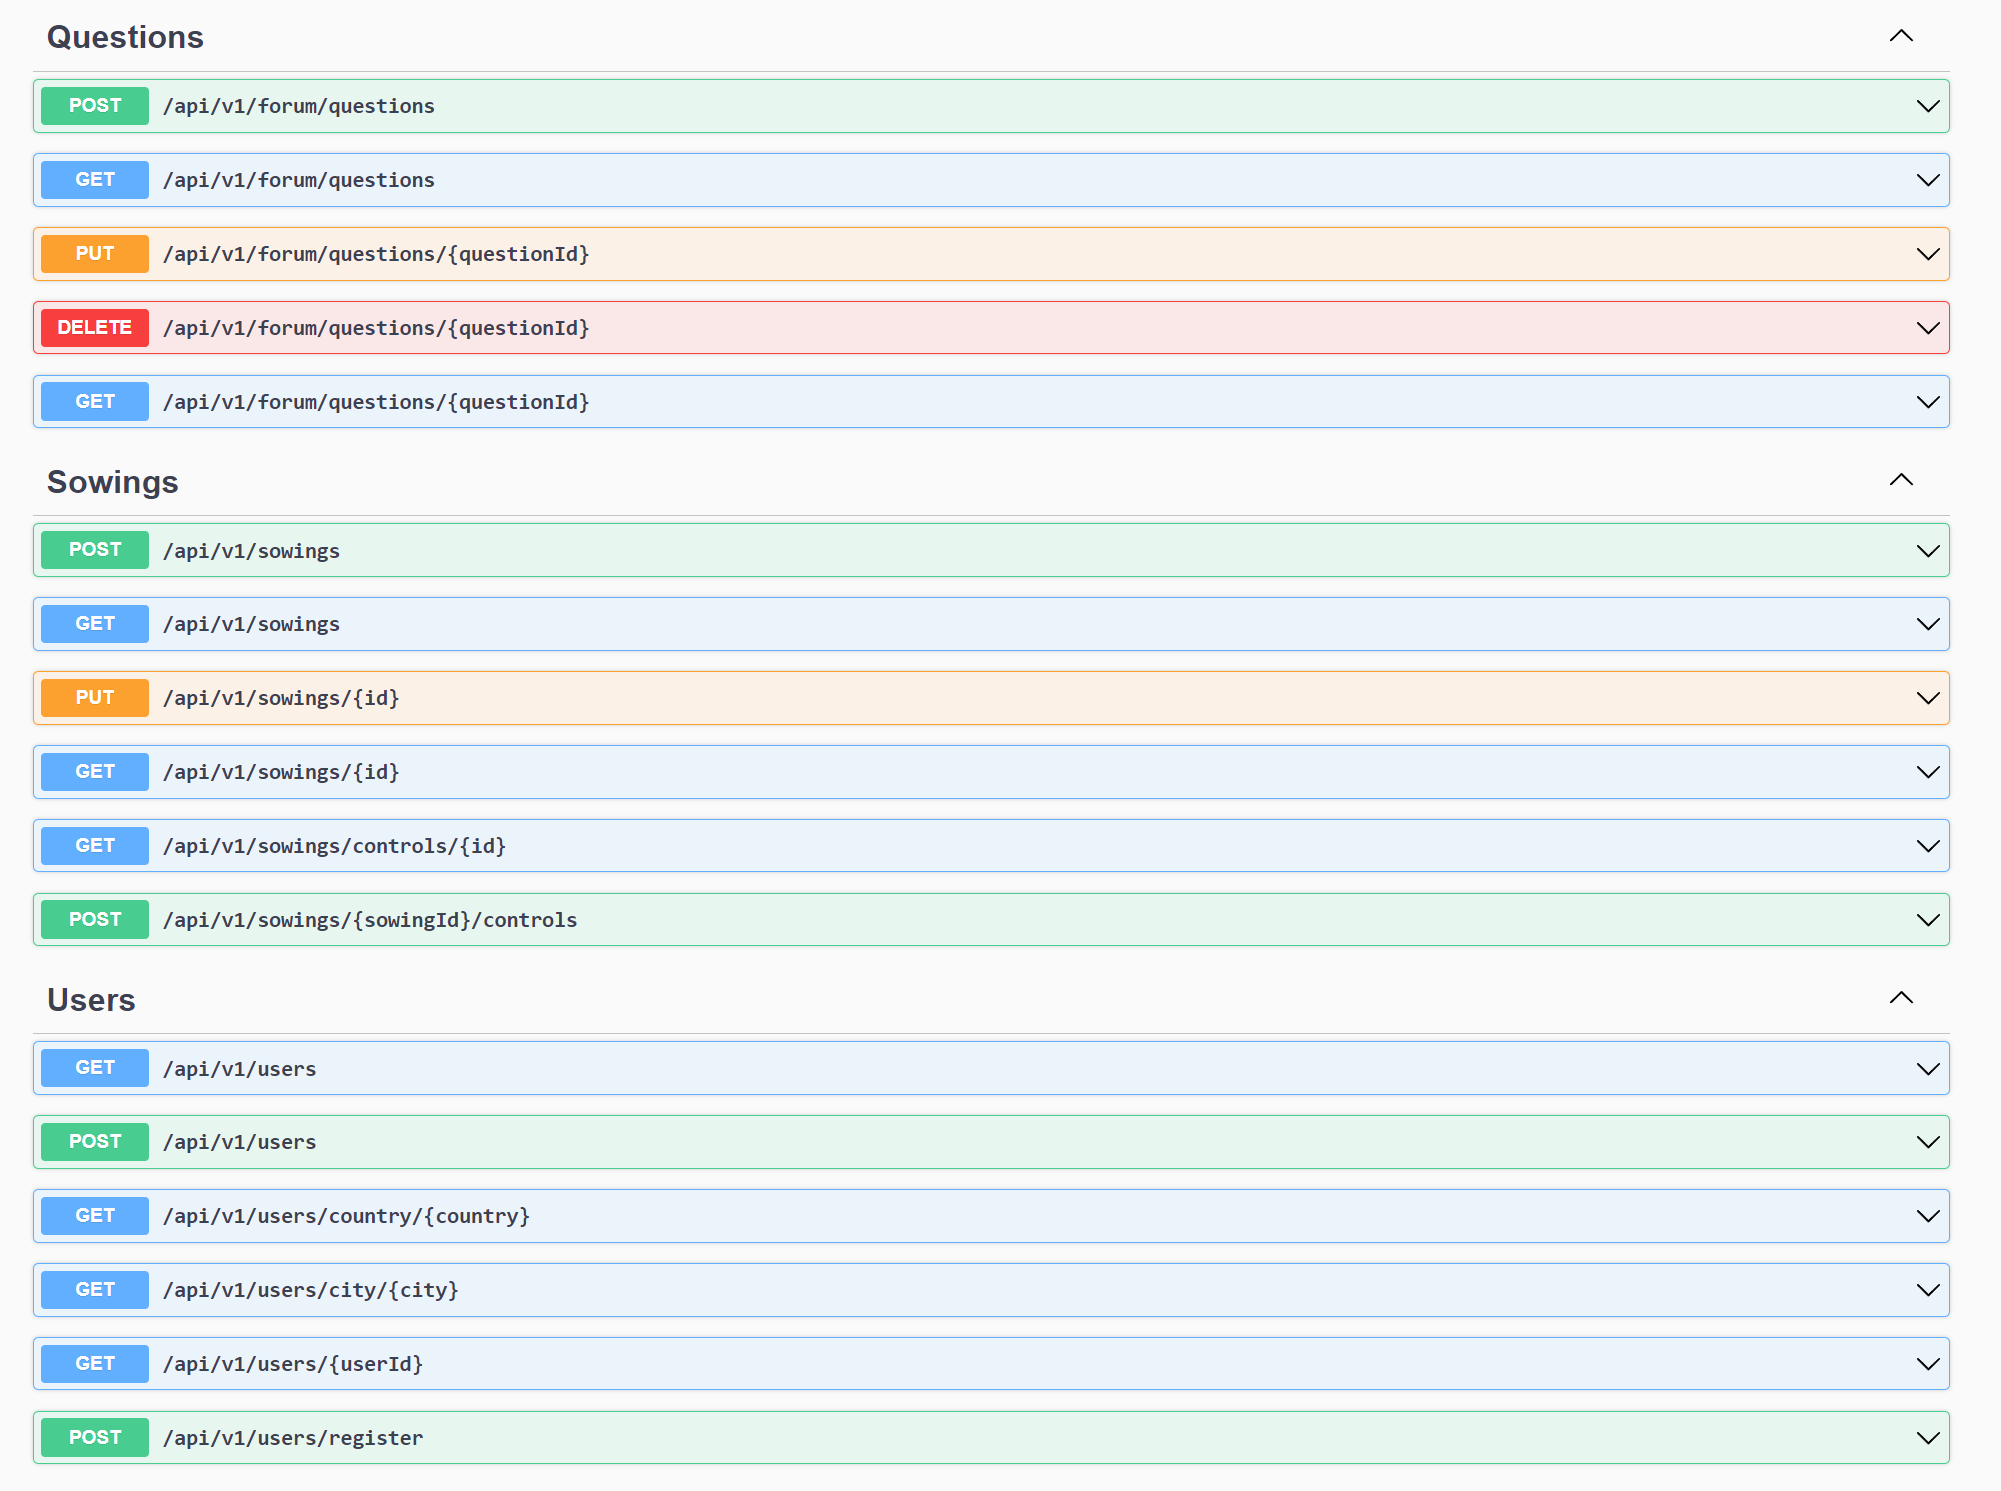 Questions
POST /api/v1/forum/questions
GET /api/v1/forum/questions
PUT /api/v1/forum/questions/{questionId}
DELETE /api/v1/forum/questions/{questionId}
GET /api/v1/forum/questions/{questionId}
Sowings
POST /api/v1/sowings
GET /api/v1/sowings
PUT /api/v1/sowings/{id}
GET /api/v1/sowings/{id}
GET /api/v1/sowings/controls/{id}
POST /api/v1/sowings/{sowingId}/controls
Users
GET /api/v1/users
POST /api/v1/users
GET /api/v1/users/country/{country}
GET /api/v1/users/city/{city}
GET /api/v1/users/{userId}
POST /api/v1/users/register